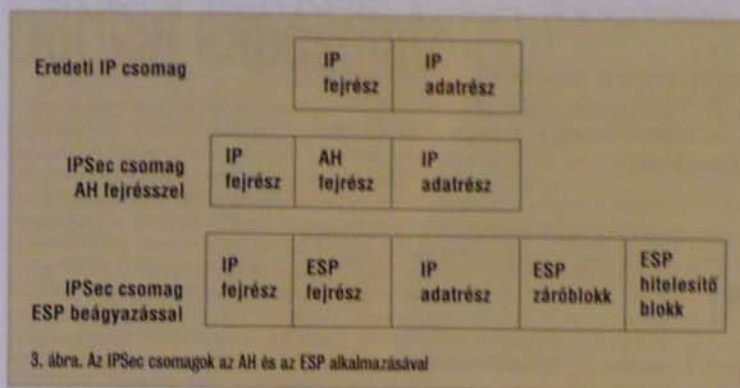 Eredeti IP csomag
IP fejrész
IP adatrész
IPSec csomag
AH fejrésszel
IP fejrész
AH fejrész
IP adatrész
IPSec csomag
ESP beágyazással
IP fejrész
ESP fejrész
IP adatrész
ESP záróblokk
ESP hitelesítő blokk
3. ábra. Az IPSec csomagok az AH és az ESP alkalmazásával